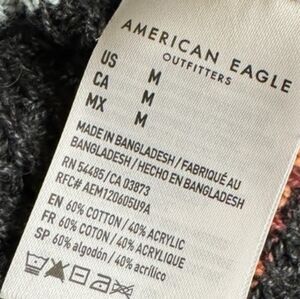 AMERICAN EAGLE
OUTFITTERS
US M
CA M
MX M
MADE IN BANGLADESH / FABRIQUÉ AU
BANGLADESH / HECHO EN BANGLADESH
RN 54485 / CA 03873
RFC# AEM120605U9A
EN 60% COTTON / 40% ACRYLIC
FR 60% COTON / 40% ACRYLIQUE
SP 60% algodón / 40% acrílico